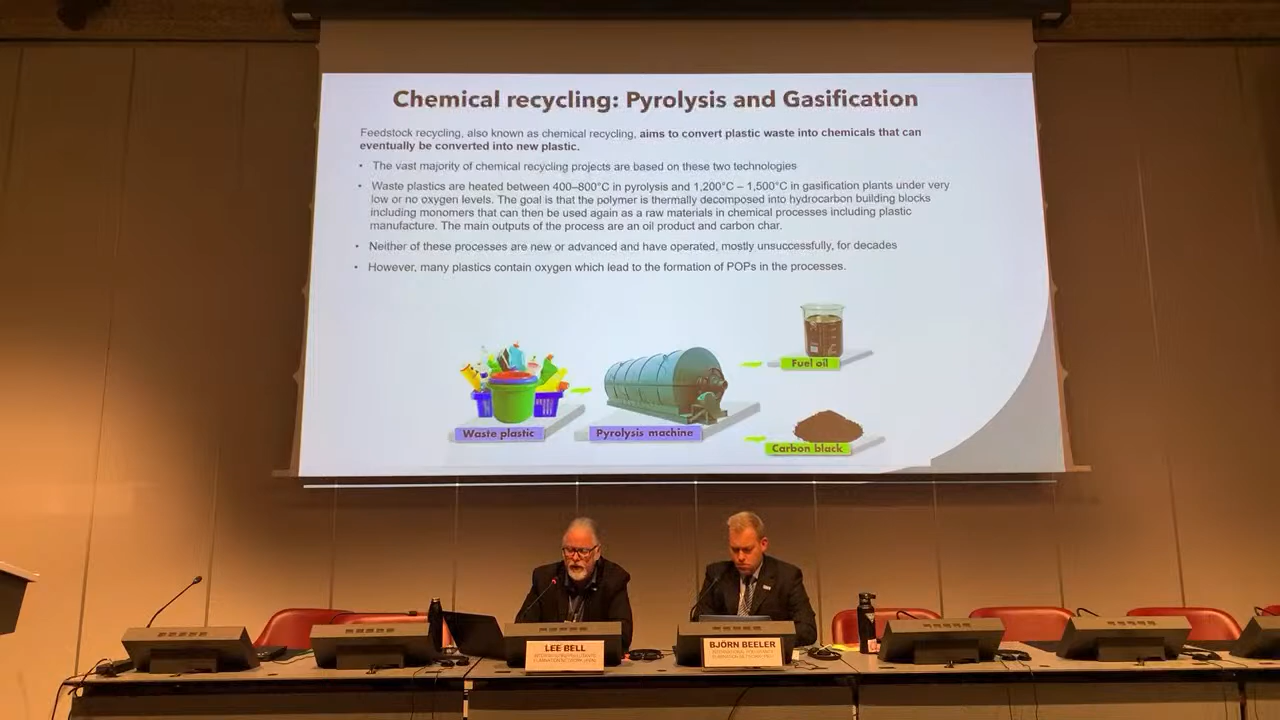 Chemical recycling: Pyrolysis and Gasification
Feedstock recycling, also known as chemical recycling, aims to convert plastic waste into chemicals that can
eventually be converted into new plastic.
• The vast majority of chemical recycling projects are based on these two technologies
• Waste plastics are heated between 400–800°C in pyrolysis and 1,200°C – 1,500°C in gasification plants under very
low or no oxygen levels. The goal is that the polymer is thermally decomposed into hydrocarbon building blocks
including monomers that can then be used again as a raw materials in chemical processes including plastic
manufacture. The main outputs of the process are an oil product and carbon char.
• Neither of these processes are new or advanced and have operated, mostly unsuccessfully, for decades
• However, many plastics contain oxygen which lead to the formation of POPs in the processes.
Fuel oil
Waste plastic
Pyrolysis machine
Carbon black
LEE BELL
BJÖRN BEELER